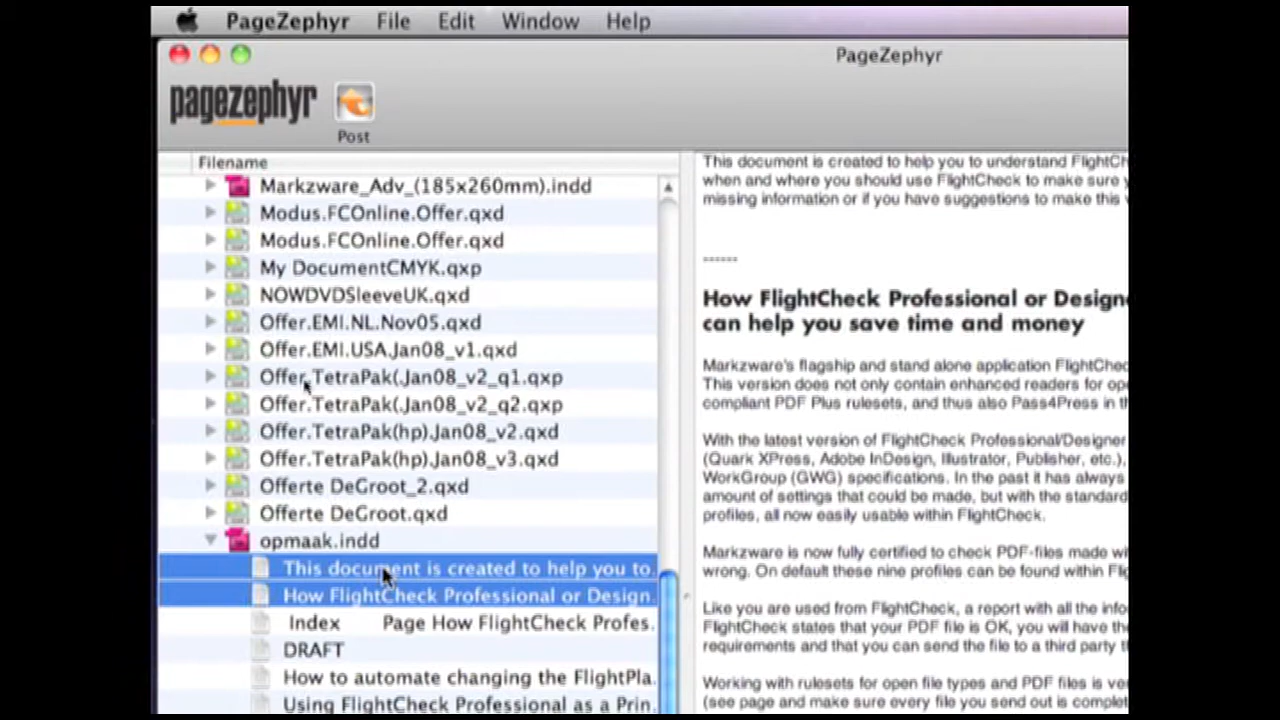 PageZephyr File Edit Window Help
PageZephyr
pagezephyr
Post
Filename
Markzware_Adv_(185x260mm).indd
Modus.FCOnline.Offer.qxd
Modus.FCOnline.Offer.qxd
My DocumentCMYK.qxp
NOWDVDSleeveUK.qxd
Offer.EMI.NL.Nov05.qxd
Offer.EMI.USA.Jan08_v1.qxd
Offer.TetraPak(.Jan08_v2_q1.qxp
Offer.TetraPak(.Jan08_v2_q2.qxp
Offer.TetraPak(hp).Jan08_v2.qxd
Offer.TetraPak(hp).Jan08_v3.qxd
Offerte DeGroot_2.qxd
Offerte DeGroot.qxd
opmaak.indd
This document is created to help you to.
How FlightCheck Professional or Design.
Index Page How FlightCheck Profes.
DRAFT
How to automate changing the FlightPla.
Using FlightCheck Professional as a Prin.
This document is created to help you to understand FlightCh
when and where you should use FlightCheck to make sure y
missing information or if you have suggestions to make this
------
How FlightCheck Professional or Designe
can help you save time and money
Markzware's flagship and stand alone application FlightChec
This version does not only contain enhanced readers for op
compliant PDF Plus rulesets, and thus also Pass4Press in th
With the latest version of FlightCheck Professional/Designer
(Quark XPress, Adobe InDesign, Illustrator, Publisher, etc.),
WorkGroup (GWG) specifications. In the past it has always
amount of settings that could be made, but with the standard
profiles, all now easily usable within FlightCheck.
Markzware is now fully certified to check PDF-files made wi
wrong. On default these nine profiles can be found within Fli
Like you are used from FlightCheck, a report with all the info
FlightCheck states that your PDF file is OK, you will have the
requirements and that you can send the file to a third party t
Working with rulesets for open file types and PDF files is ve
(see page and make sure every file you send out is complet